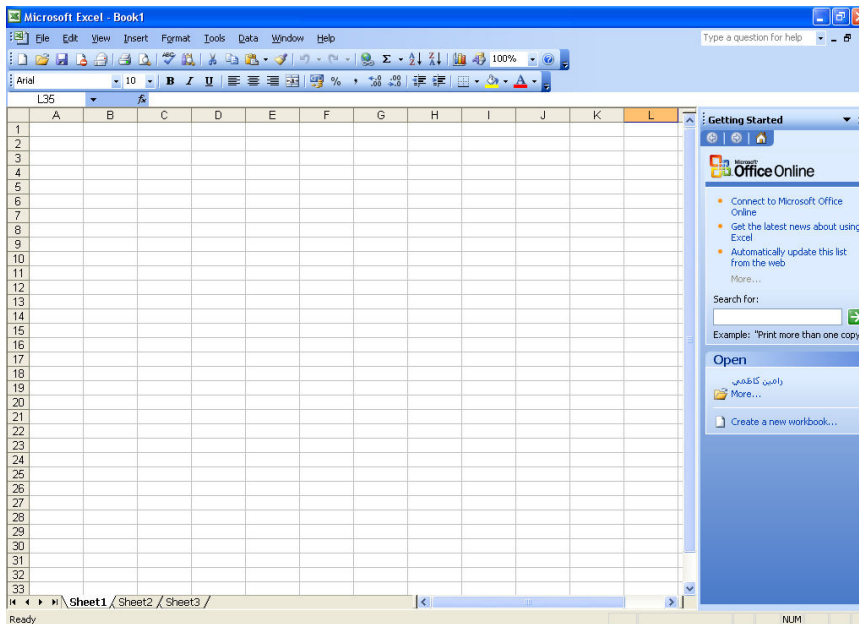 Microsoft Excel - Book1
File Edit View Insert Format Tools Data Window Help
Type a question for help
Σ 100%
Arial 10 B I U % ,
L35 fx
A B C D E F G H I J K L
1
2
3
4
5
6
7
8
9
10
11
12
13
14
15
16
17
18
19
20
21
22
23
24
25
26
27
28
29
30
31
32
33
Getting Started
Microsoft
Office Online
Connect to Microsoft Office
Online
Get the latest news about using
Excel
Automatically update this list
from the web
More...
Search for:
Example: "Print more than one copy
Open
رامین کاظمی
More...
Create a new workbook...
Sheet1 Sheet2 Sheet3
Ready
NUM